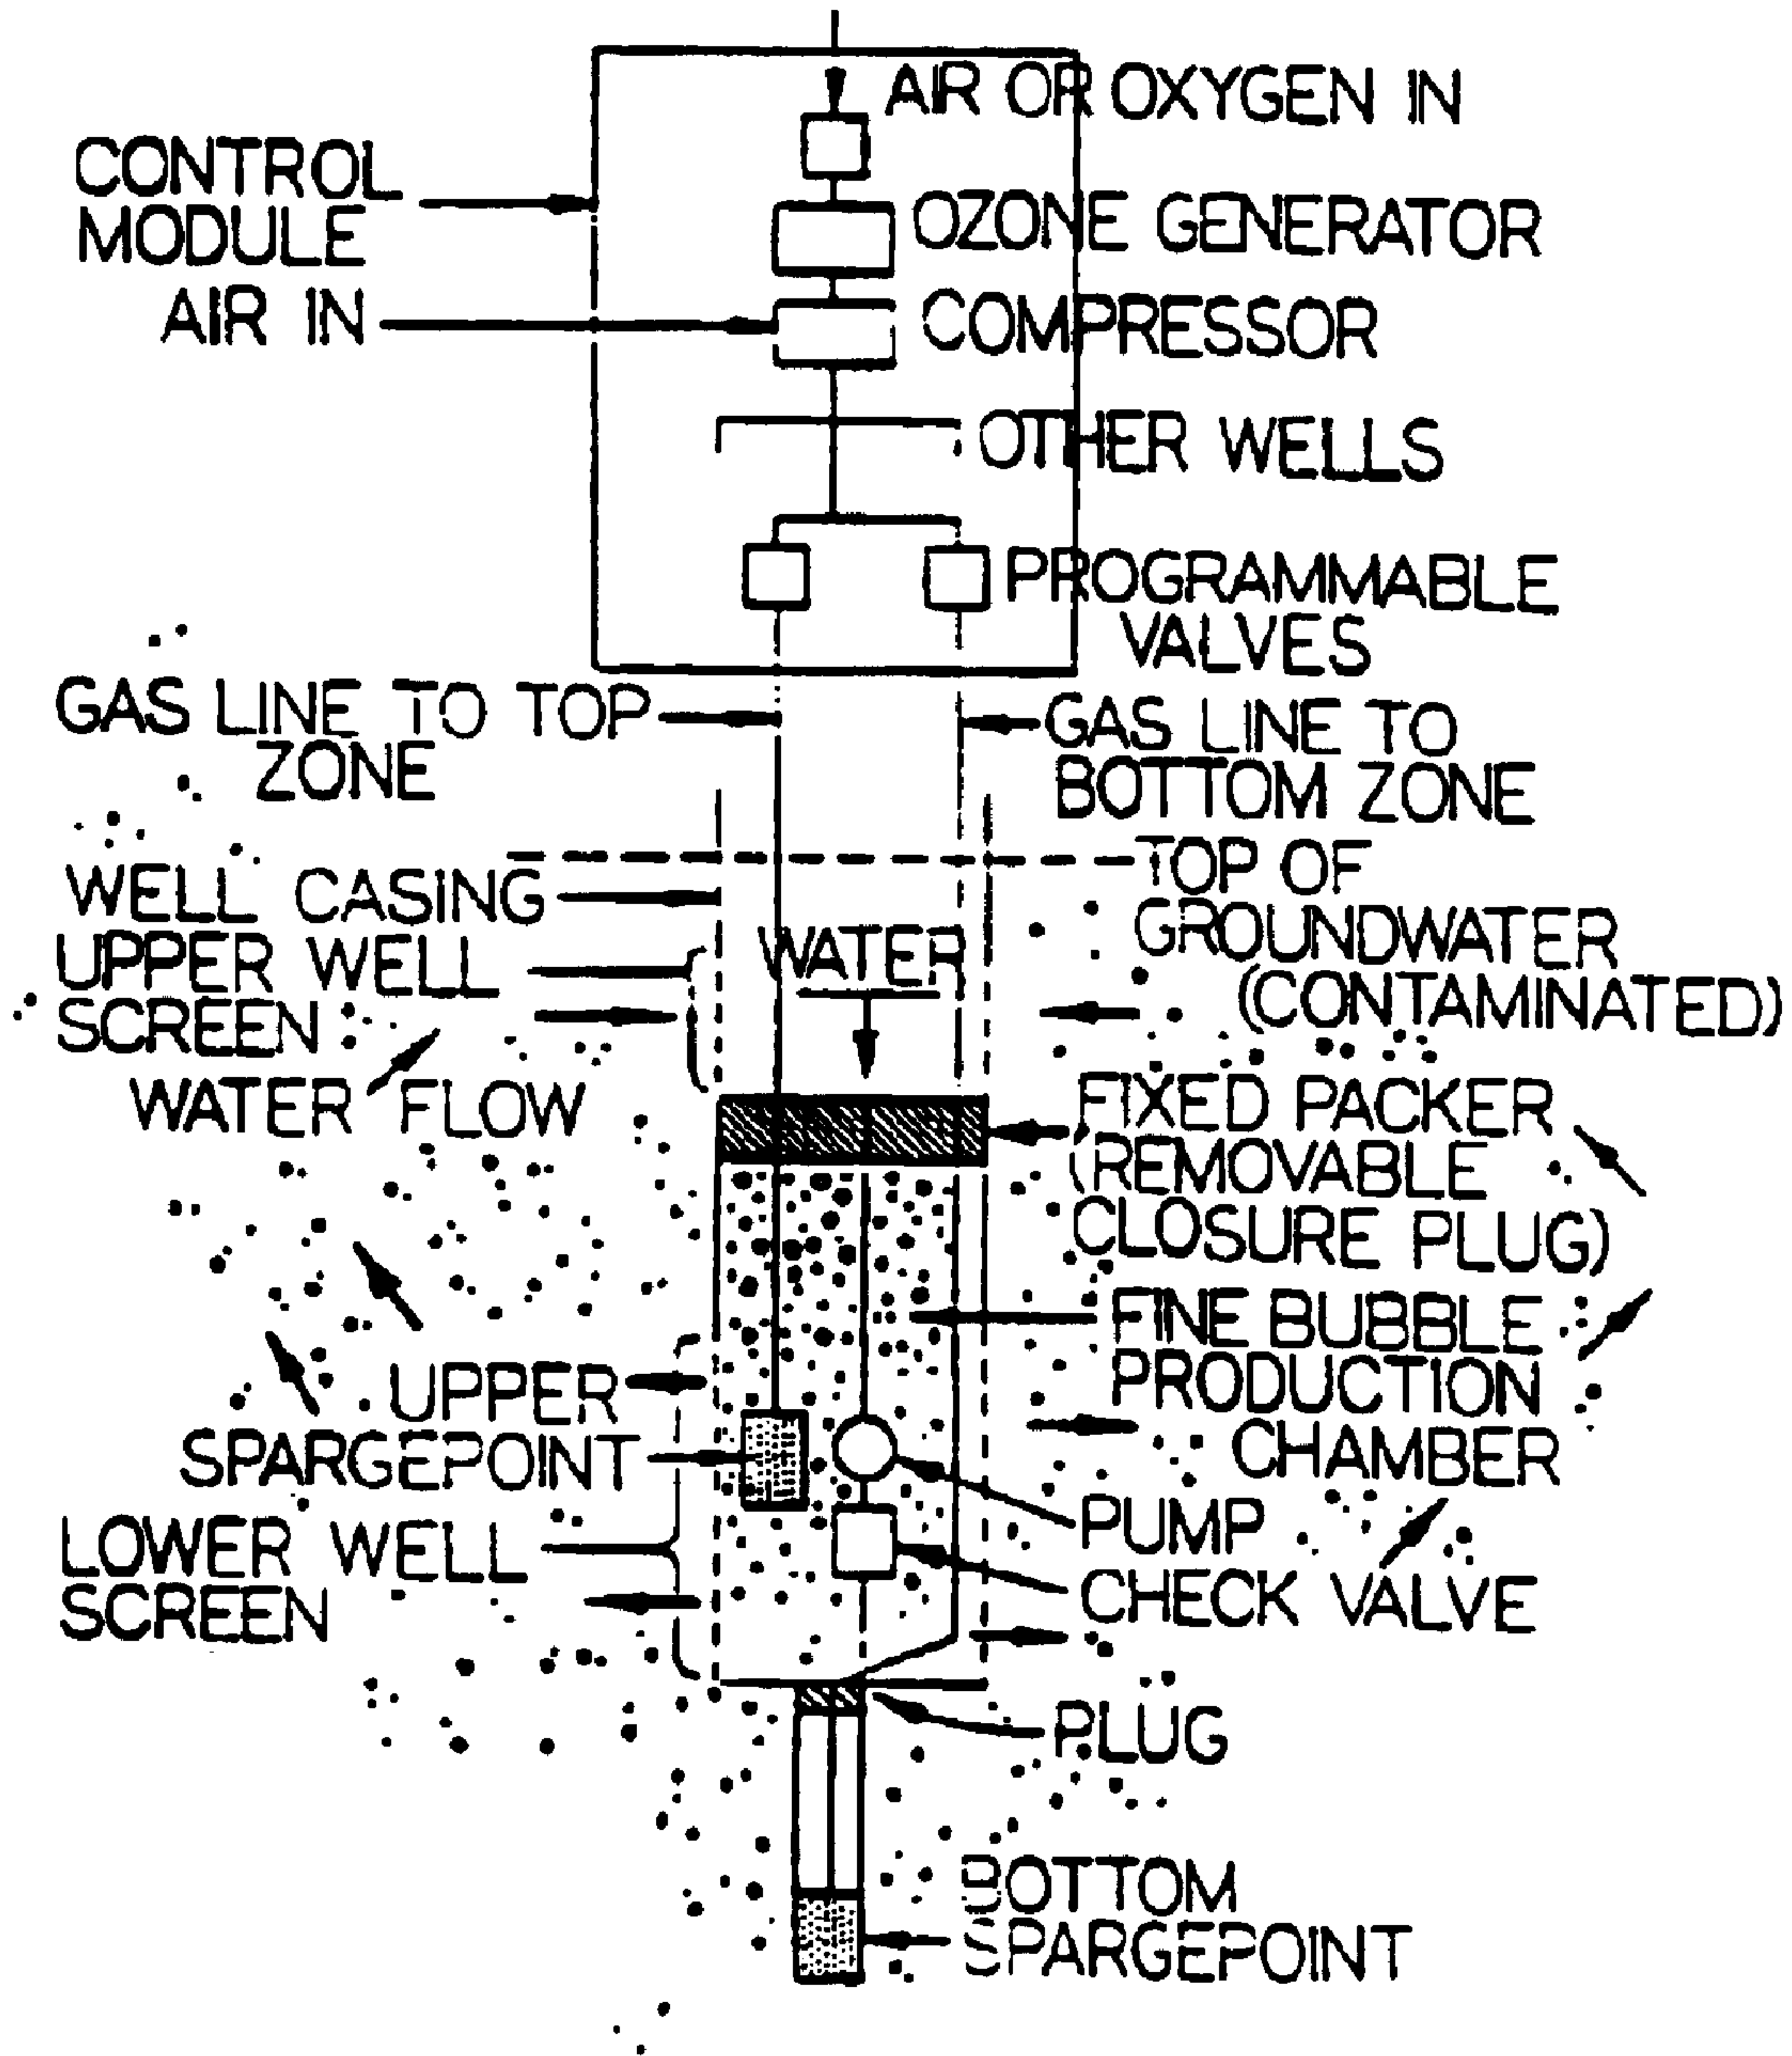 AIR OR OXYGEN IN
CONTROL
MODULE
OZONE GENERATOR
AIR IN
COMPRESSOR
OTHER WELLS
PROGRAMMABLE
VALVES
GAS LINE TO TOP
ZONE
GAS LINE TO
BOTTOM ZONE
TOP OF
GROUNDWATER
(CONTAMINATED)
WELL CASING
UPPER WELL
SCREEN
WATER
WATER FLOW
FIXED PACKER
(REMOVABLE
CLOSURE PLUG)
FINE BUBBLE
PRODUCTION
CHAMBER
UPPER
SPARGEPOINT
PUMP
LOWER WELL
SCREEN
CHECK VALVE
PLUG
BOTTOM
SPARGEPOINT